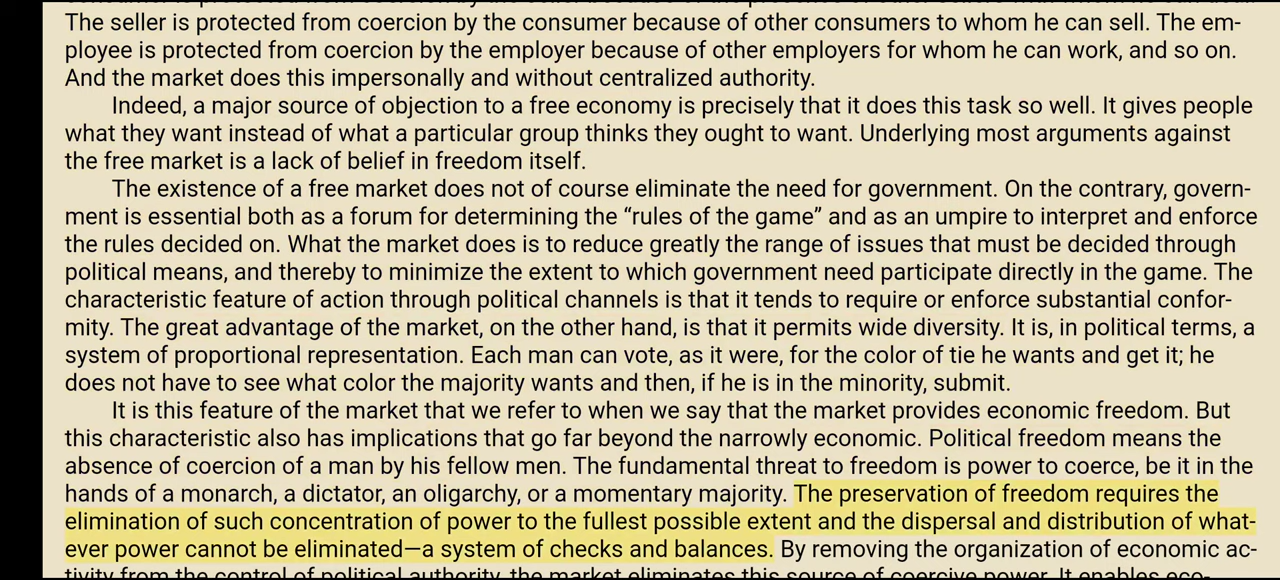 The seller is protected from coercion by the consumer because of other consumers to whom he can sell. The em-
ployee is protected from coercion by the employer because of other employers for whom he can work, and so on.
And the market does this impersonally and without centralized authority.
Indeed, a major source of objection to a free economy is precisely that it does this task so well. It gives people
what they want instead of what a particular group thinks they ought to want. Underlying most arguments against
the free market is a lack of belief in freedom itself.
The existence of a free market does not of course eliminate the need for government. On the contrary, govern-
ment is essential both as a forum for determining the “rules of the game” and as an umpire to interpret and enforce
the rules decided on. What the market does is to reduce greatly the range of issues that must be decided through
political means, and thereby to minimize the extent to which government need participate directly in the game. The
characteristic feature of action through political channels is that it tends to require or enforce substantial confor-
mity. The great advantage of the market, on the other hand, is that it permits wide diversity. It is, in political terms, a
system of proportional representation. Each man can vote, as it were, for the color of tie he wants and get it; he
does not have to see what color the majority wants and then, if he is in the minority, submit.
It is this feature of the market that we refer to when we say that the market provides economic freedom. But
this characteristic also has implications that go far beyond the narrowly economic. Political freedom means the
absence of coercion of a man by his fellow men. The fundamental threat to freedom is power to coerce, be it in the
hands of a monarch, a dictator, an oligarchy, or a momentary majority. The preservation of freedom requires the
elimination of such concentration of power to the fullest possible extent and the dispersal and distribution of what-
ever power cannot be eliminated—a system of checks and balances. By removing the organization of economic ac-
tivity from the control of political authority, the market eliminates this source of coercive power. It enables eco-